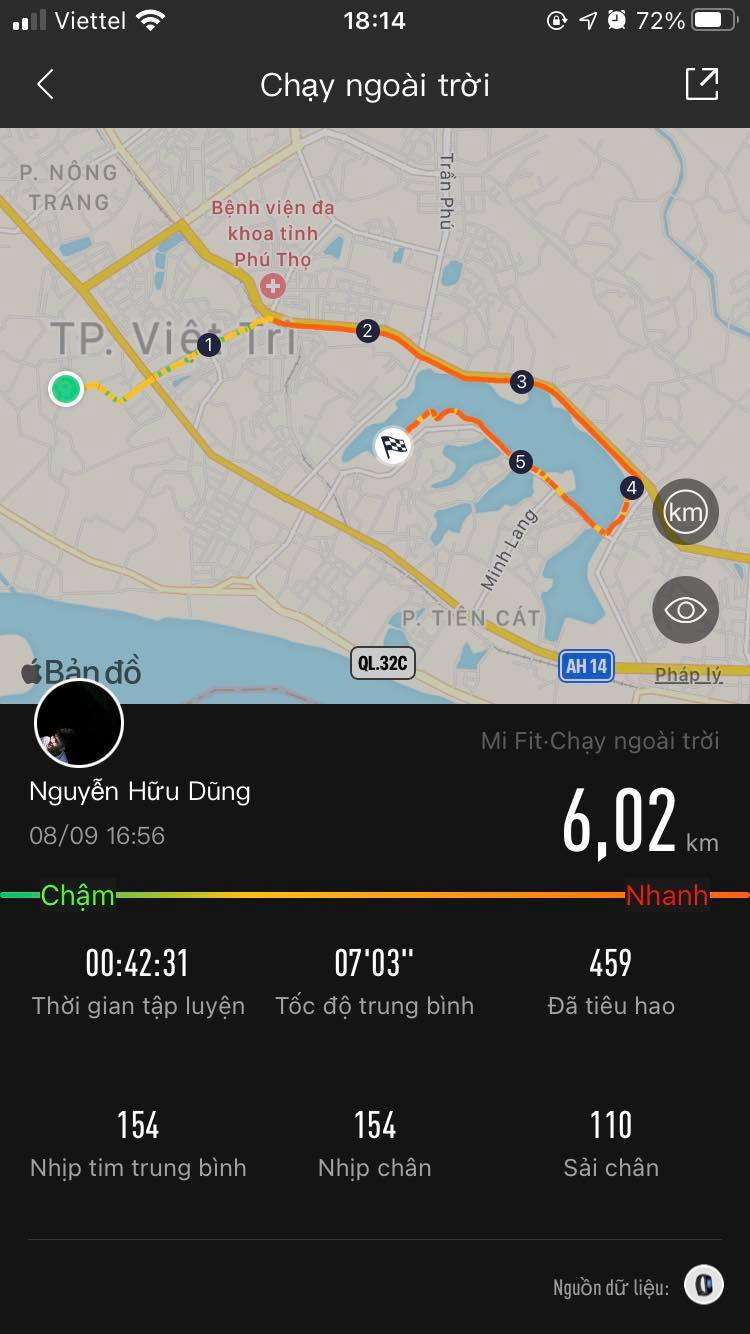 Viettel
18:14
72%
Chạy ngoài trời
P. NÔNG
TRANG
Trần Phú
Bệnh viện đa
khoa tỉnh
Phú Thọ
TP. Việt Trì
1
2
3
4
5
km
Minh Lang
P. TIÊN CÁT
QL.32C
AH 14
Bản đồ
Pháp lý
Mi Fit·Chạy ngoài trời
Nguyễn Hữu Dũng
08/09 16:56
6,02 km
Chậm
Nhanh
00:42:31 07'03" 459
Thời gian tập luyện Tốc độ trung bình Đã tiêu hao
154 154 110
Nhịp tim trung bình Nhịp chân Sải chân
Nguồn dữ liệu: